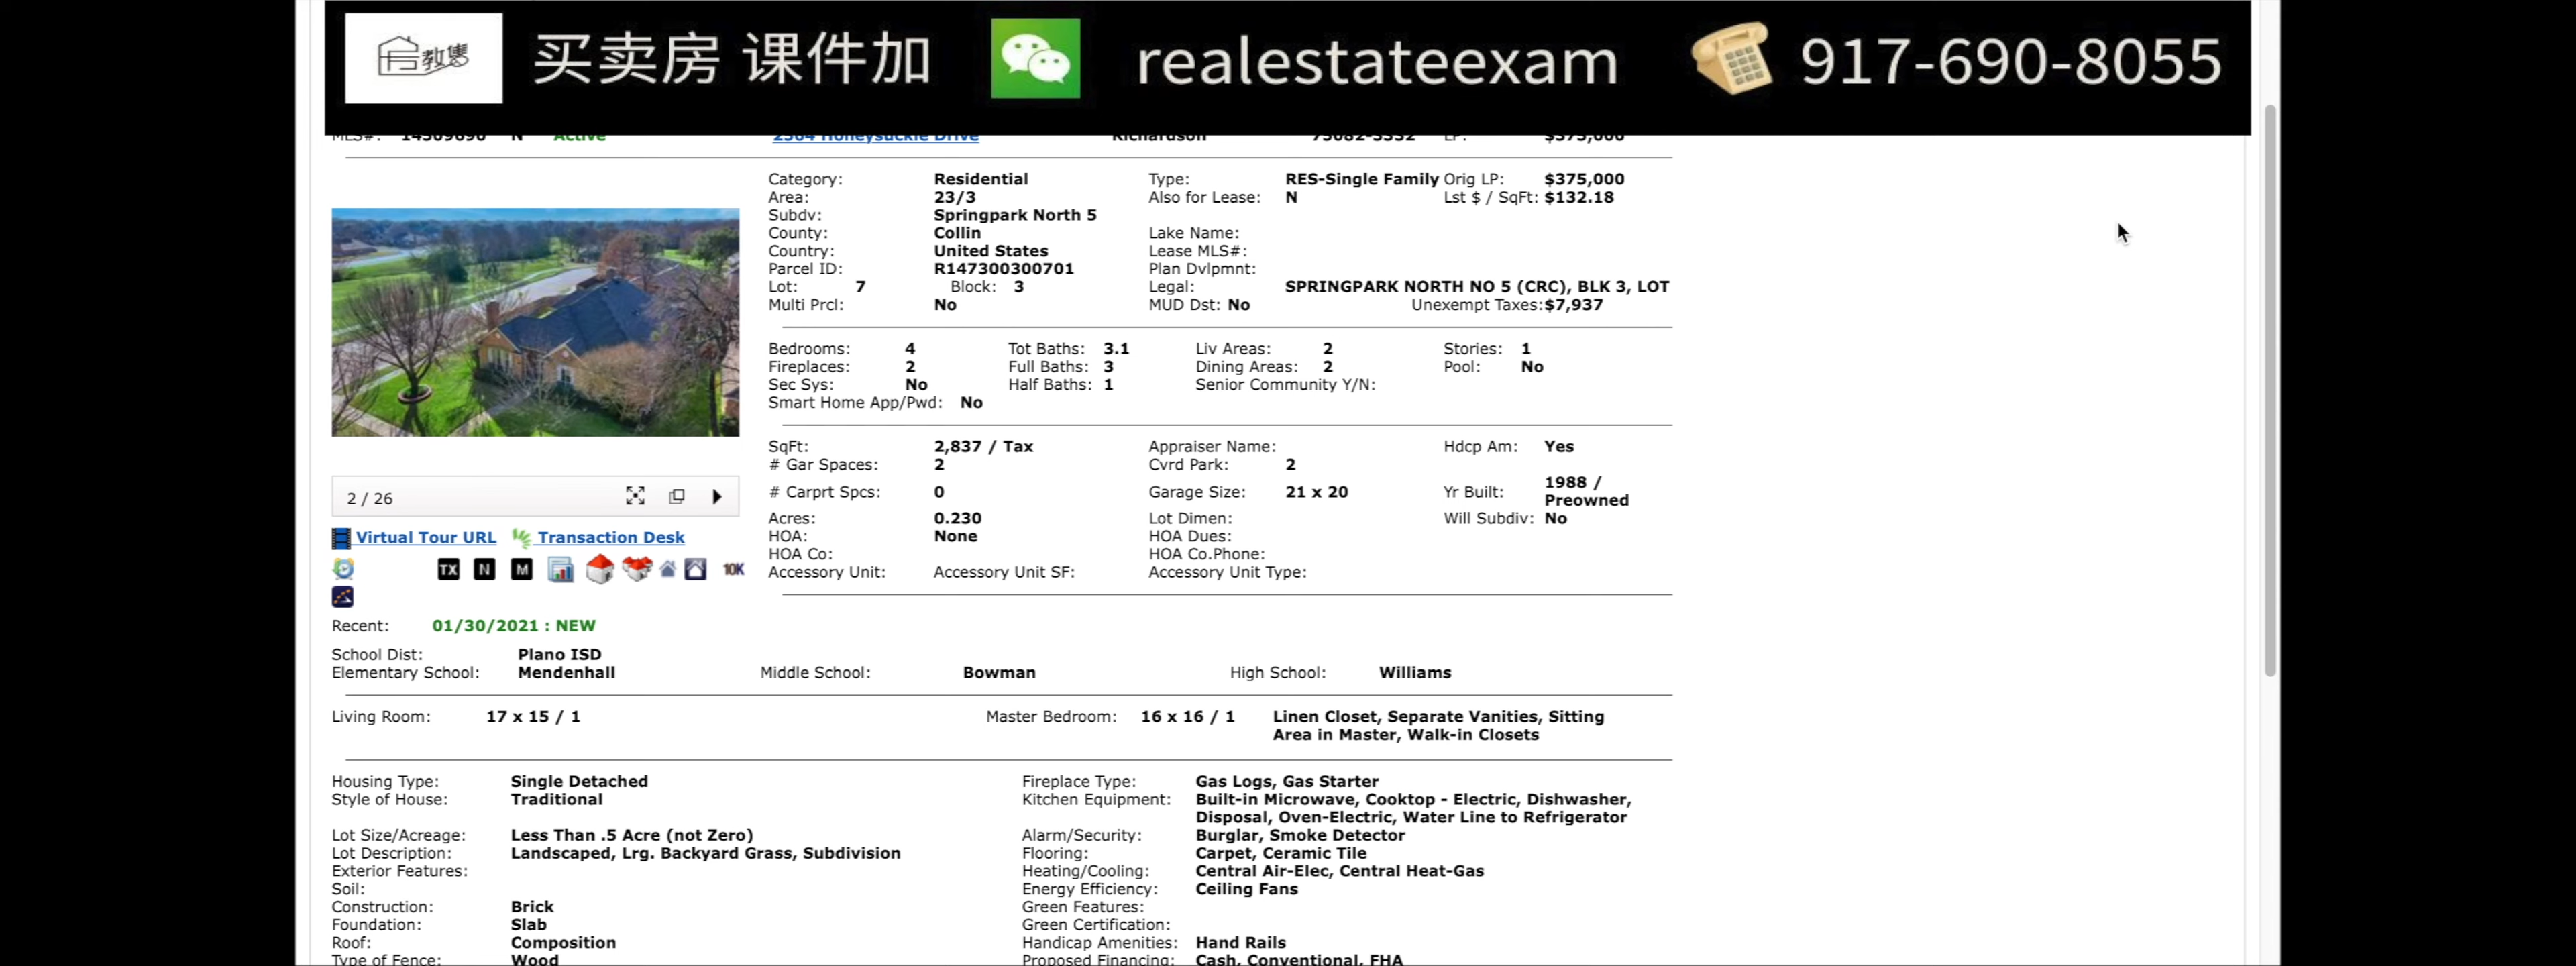 教售
买卖房 课件加 realestateexam 917-690-8055
MLS#: 14509690 N Active 2564 Honeysuckle Drive Richardson 75082-3332 LP: $375,000
Category: Residential Type: RES-Single Family Orig LP: $375,000
Area: 23/3 Also for Lease: N Lst $ / SqFt: $132.18
Subdv: Springpark North 5
County: Collin Lake Name:
Country: United States Lease MLS#:
Parcel ID: R147300300701 Plan Dvlpmnt:
Lot: 7 Block: 3 Legal: SPRINGPARK NORTH NO 5 (CRC), BLK 3, LOT
Multi Prcl: No MUD Dst: No Unexempt Taxes: $7,937
Bedrooms: 4 Tot Baths: 3.1 Liv Areas: 2 Stories: 1
Fireplaces: 2 Full Baths: 3 Dining Areas: 2 Pool: No
Sec Sys: No Half Baths: 1 Senior Community Y/N:
Smart Home App/Pwd: No
SqFt: 2,837 / Tax Appraiser Name: Hdcp Am: Yes
# Gar Spaces: 2 Cvrd Park: 2
# Carprt Spcs: 0 Garage Size: 21 x 20 Yr Built: 1988 / Preowned
Acres: 0.230 Lot Dimen: Will Subdiv: No
HOA: None HOA Dues:
HOA Co: HOA Co.Phone:
Accessory Unit: Accessory Unit SF: Accessory Unit Type:
2 / 26
Virtual Tour URL Transaction Desk
TX N M 10K
Recent: 01/30/2021 : NEW
School Dist: Plano ISD
Elementary School: Mendenhall Middle School: Bowman High School: Williams
Living Room: 17 x 15 / 1 Master Bedroom: 16 x 16 / 1 Linen Closet, Separate Vanities, Sitting
Area in Master, Walk-in Closets
Housing Type: Single Detached Fireplace Type: Gas Logs, Gas Starter
Style of House: Traditional Kitchen Equipment: Built-in Microwave, Cooktop - Electric, Dishwasher,
Disposal, Oven-Electric, Water Line to Refrigerator
Lot Size/Acreage: Less Than .5 Acre (not Zero) Alarm/Security: Burglar, Smoke Detector
Lot Description: Landscaped, Lrg. Backyard Grass, Subdivision Flooring: Carpet, Ceramic Tile
Exterior Features: Heating/Cooling: Central Air-Elec, Central Heat-Gas
Soil: Energy Efficiency: Ceiling Fans
Construction: Brick Green Features:
Foundation: Slab Green Certification:
Roof: Composition Handicap Amenities: Hand Rails
Type of Fence: Wood Proposed Financing: Cash, Conventional, FHA